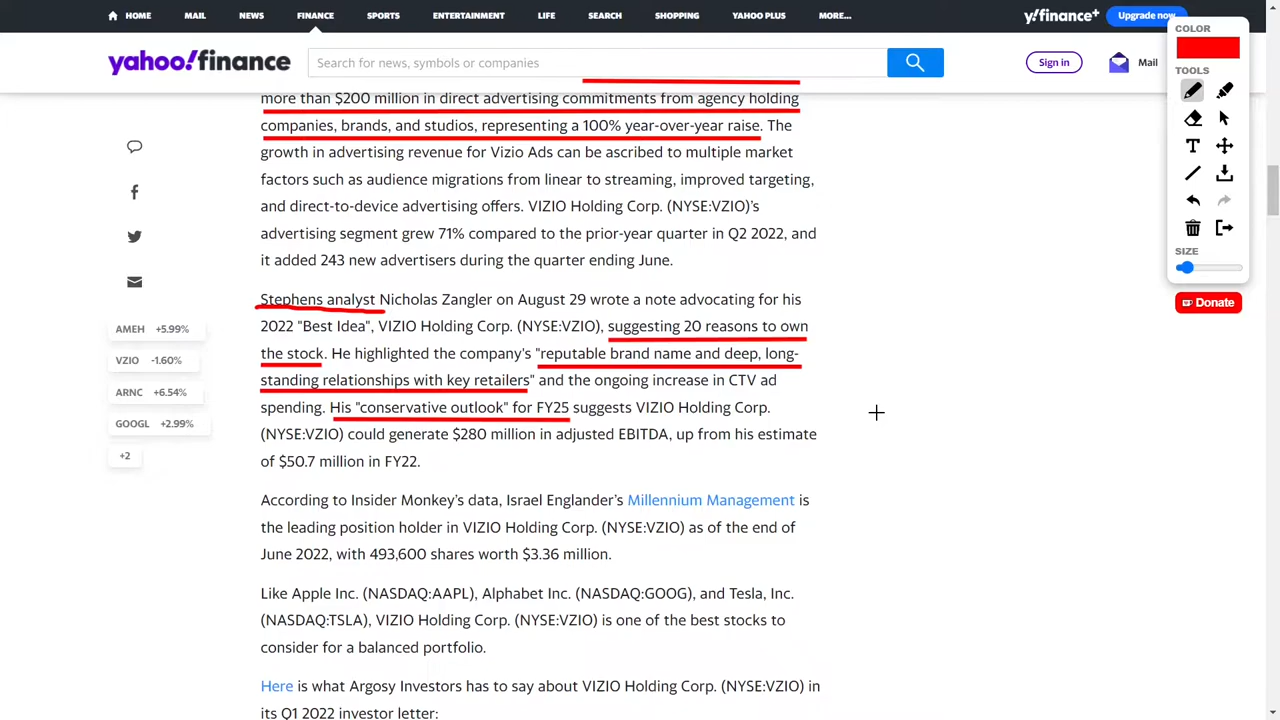 HOME MAIL NEWS FINANCE SPORTS ENTERTAINMENT LIFE SEARCH SHOPPING YAHOO PLUS MORE... y!finance+ Upgrade now
yahoo!finance Search for news, symbols or companies Sign in Mail
COLOR
TOOLS
T
SIZE
Donate
more than $200 million in direct advertising commitments from agency holding
companies, brands, and studios, representing a 100% year-over-year raise. The
growth in advertising revenue for Vizio Ads can be ascribed to multiple market
factors such as audience migrations from linear to streaming, improved targeting,
and direct-to-device advertising offers. VIZIO Holding Corp. (NYSE:VZIO)’s
advertising segment grew 71% compared to the prior-year quarter in Q2 2022, and
it added 243 new advertisers during the quarter ending June.
Stephens analyst Nicholas Zangler on August 29 wrote a note advocating for his
2022 "Best Idea", VIZIO Holding Corp. (NYSE:VZIO), suggesting 20 reasons to own
the stock. He highlighted the company's "reputable brand name and deep, long-
standing relationships with key retailers" and the ongoing increase in CTV ad
spending. His "conservative outlook" for FY25 suggests VIZIO Holding Corp.
(NYSE:VZIO) could generate $280 million in adjusted EBITDA, up from his estimate
of $50.7 million in FY22.
According to Insider Monkey’s data, Israel Englander’s Millennium Management is
the leading position holder in VIZIO Holding Corp. (NYSE:VZIO) as of the end of
June 2022, with 493,600 shares worth $3.36 million.
Like Apple Inc. (NASDAQ:AAPL), Alphabet Inc. (NASDAQ:GOOG), and Tesla, Inc.
(NASDAQ:TSLA), VIZIO Holding Corp. (NYSE:VZIO) is one of the best stocks to
consider for a balanced portfolio.
Here is what Argosy Investors has to say about VIZIO Holding Corp. (NYSE:VZIO) in
its Q1 2022 investor letter:
AMEH +5.99%
VZIO -1.60%
ARNC +6.54%
GOOGL +2.99%
+2